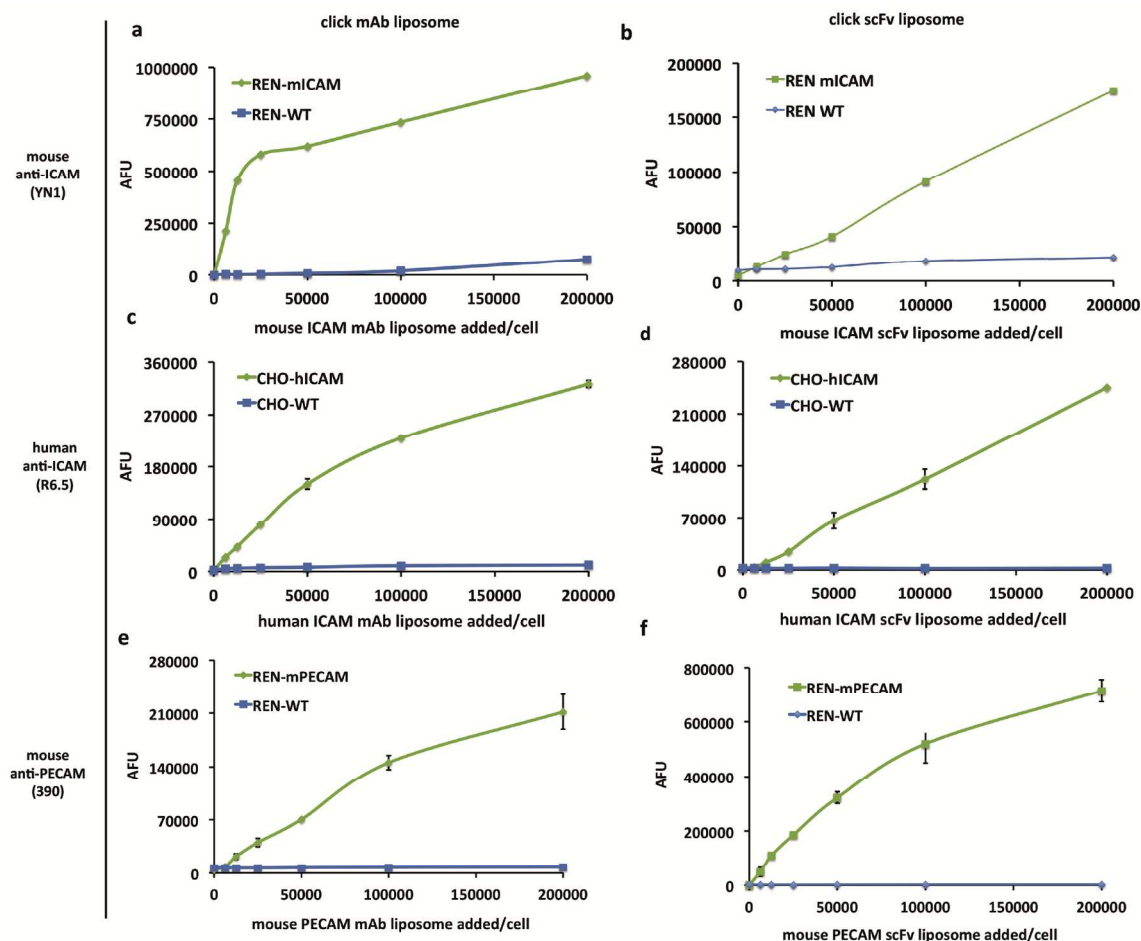 click mAb liposome
click scFv liposome
mouse
anti-ICAM
(YN1)
a
1000000
750000
500000
250000
0
AFU
REN-mICAM
REN-WT
0 50000 100000 150000 200000
mouse ICAM mAb liposome added/cell
b
200000
150000
100000
50000
0
AFU
REN mICAM
REN WT
0 50000 100000 150000 200000
mouse ICAM scFv liposome added/cell
human
anti-ICAM
(R6.5)
c
360000
270000
180000
90000
0
AFU
CHO-hICAM
CHO-WT
0 50000 100000 150000 200000
human ICAM mAb liposome added/cell
d
280000
210000
140000
70000
0
AFU
CHO-hICAM
CHO-WT
0 50000 100000 150000 200000
human ICAM scFv liposome added/cell
mouse
anti-PECAM
(390)
e
280000
210000
140000
70000
0
AFU
REN-mPECAM
REN-WT
0 50000 100000 150000 200000
mouse PECAM mAb liposome added/cell
f
800000
600000
400000
200000
0
AFU
REN-mPECAM
REN-WT
0 50000 100000 150000 200000
mouse PECAM scFv liposome added/cell